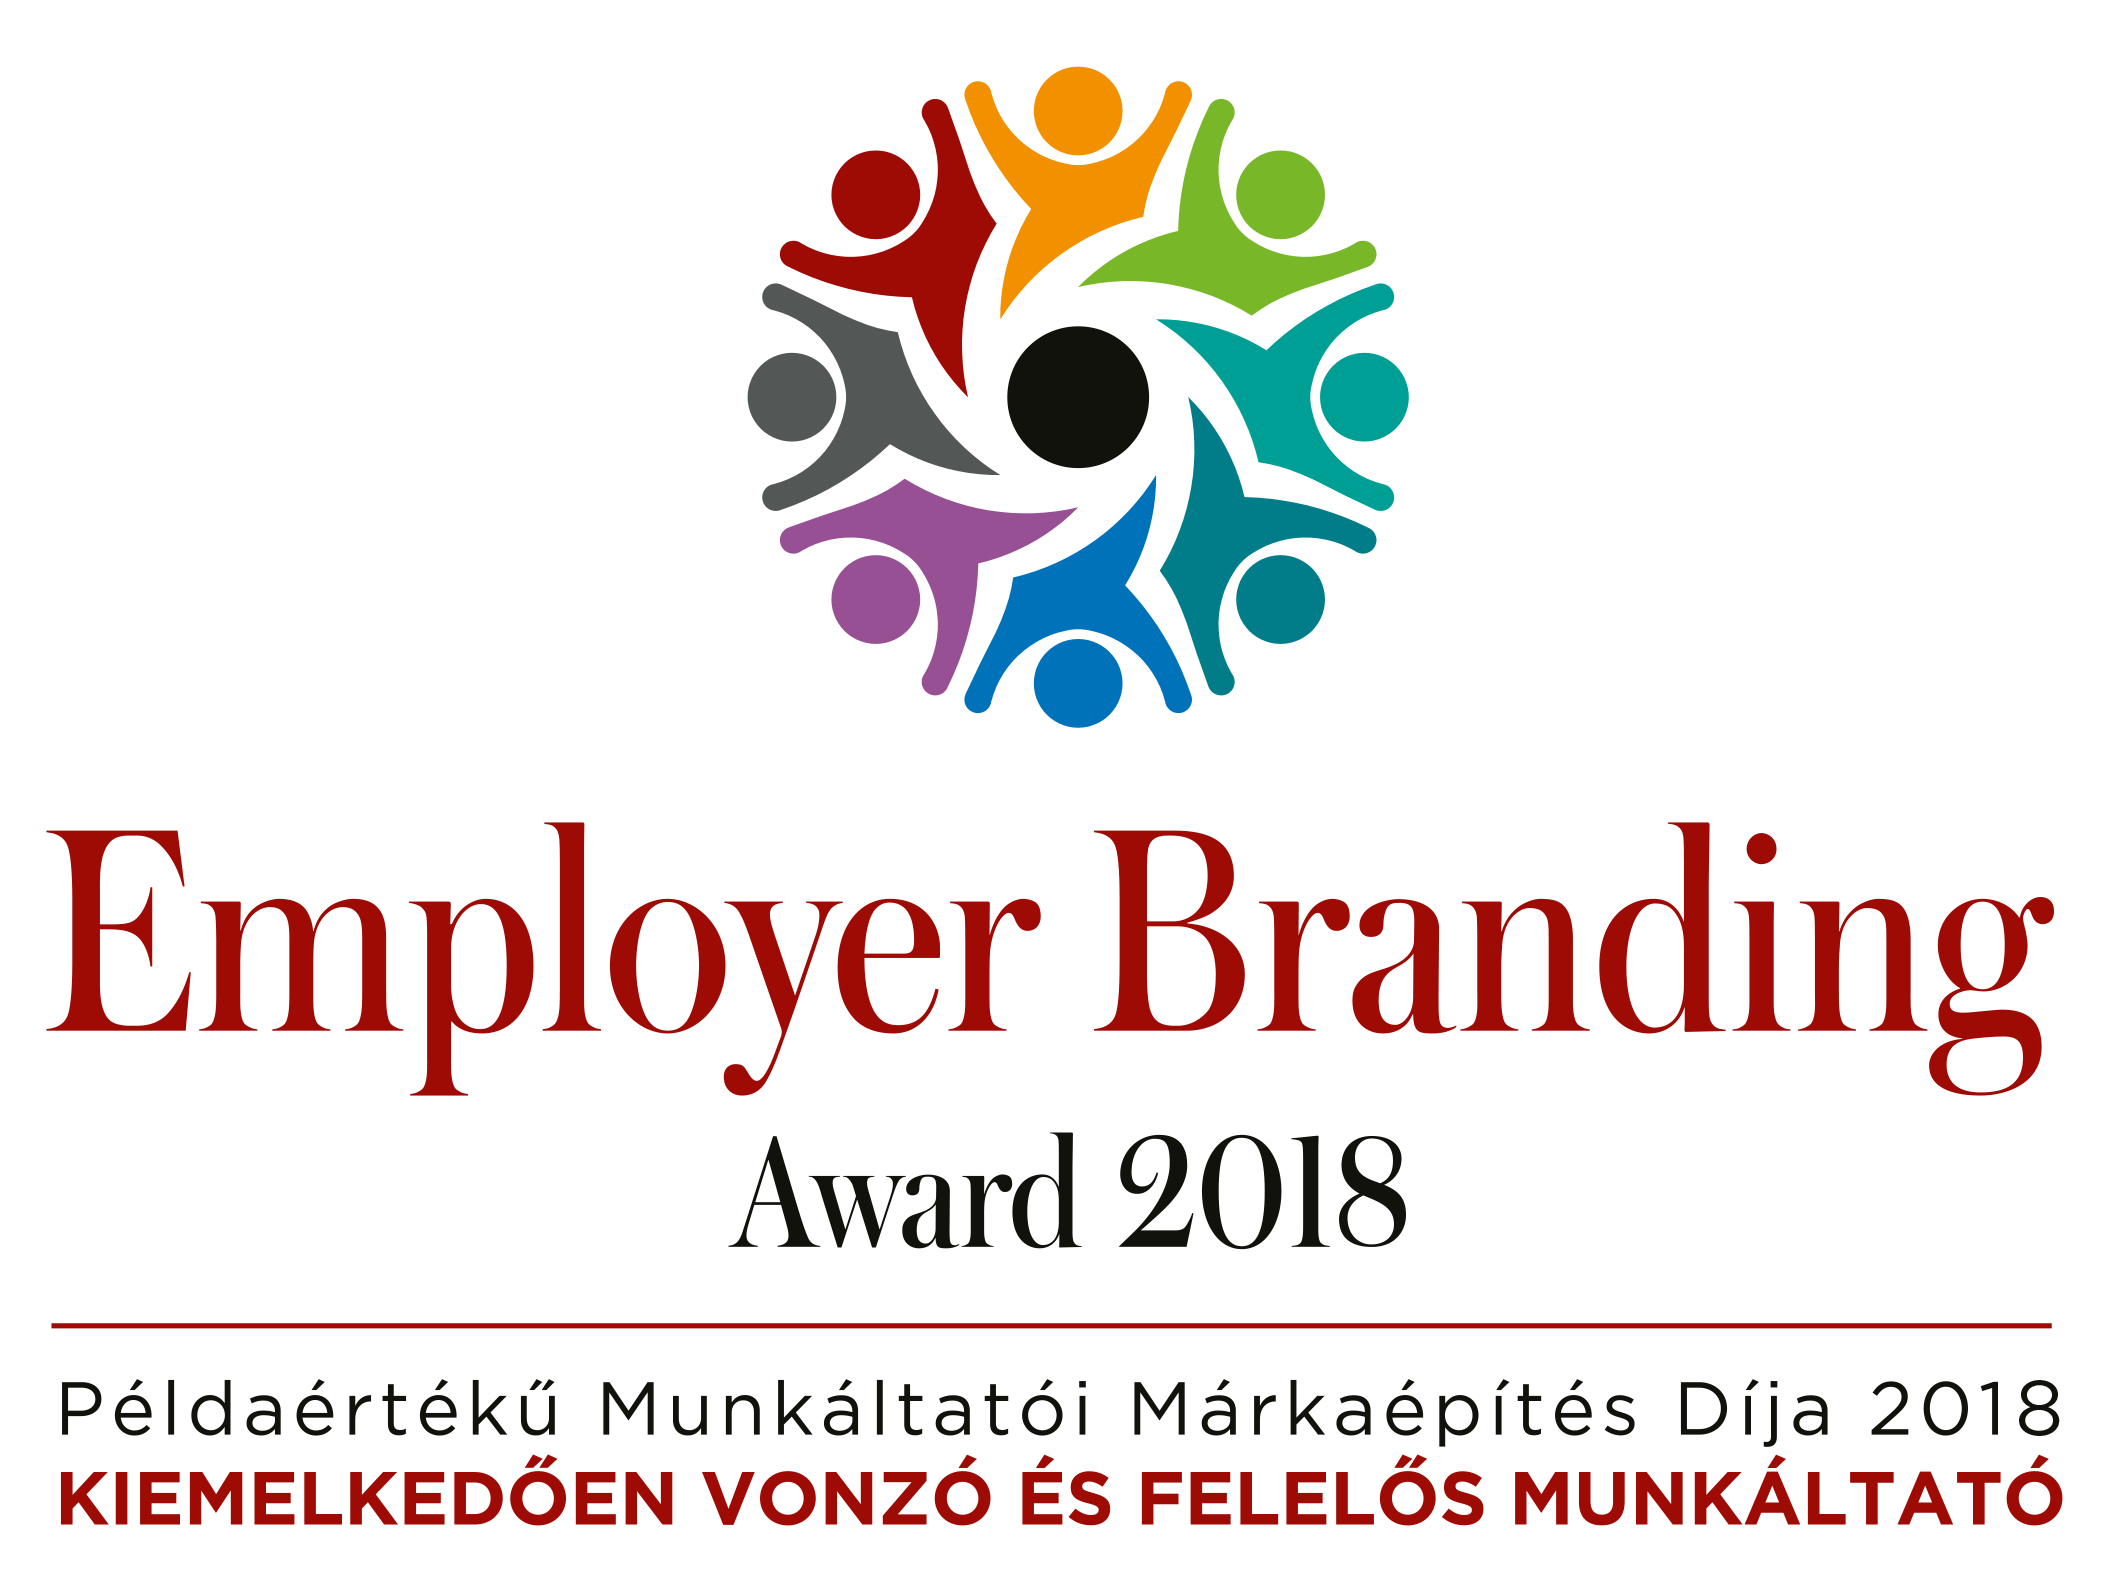 Employer Branding
Award 2018
Példaértékű Munkáltatói Márkaépítés Díja 2018
KIEMELKEDŐEN VONZÓ ÉS FELELŐS MUNKÁLTATÓ